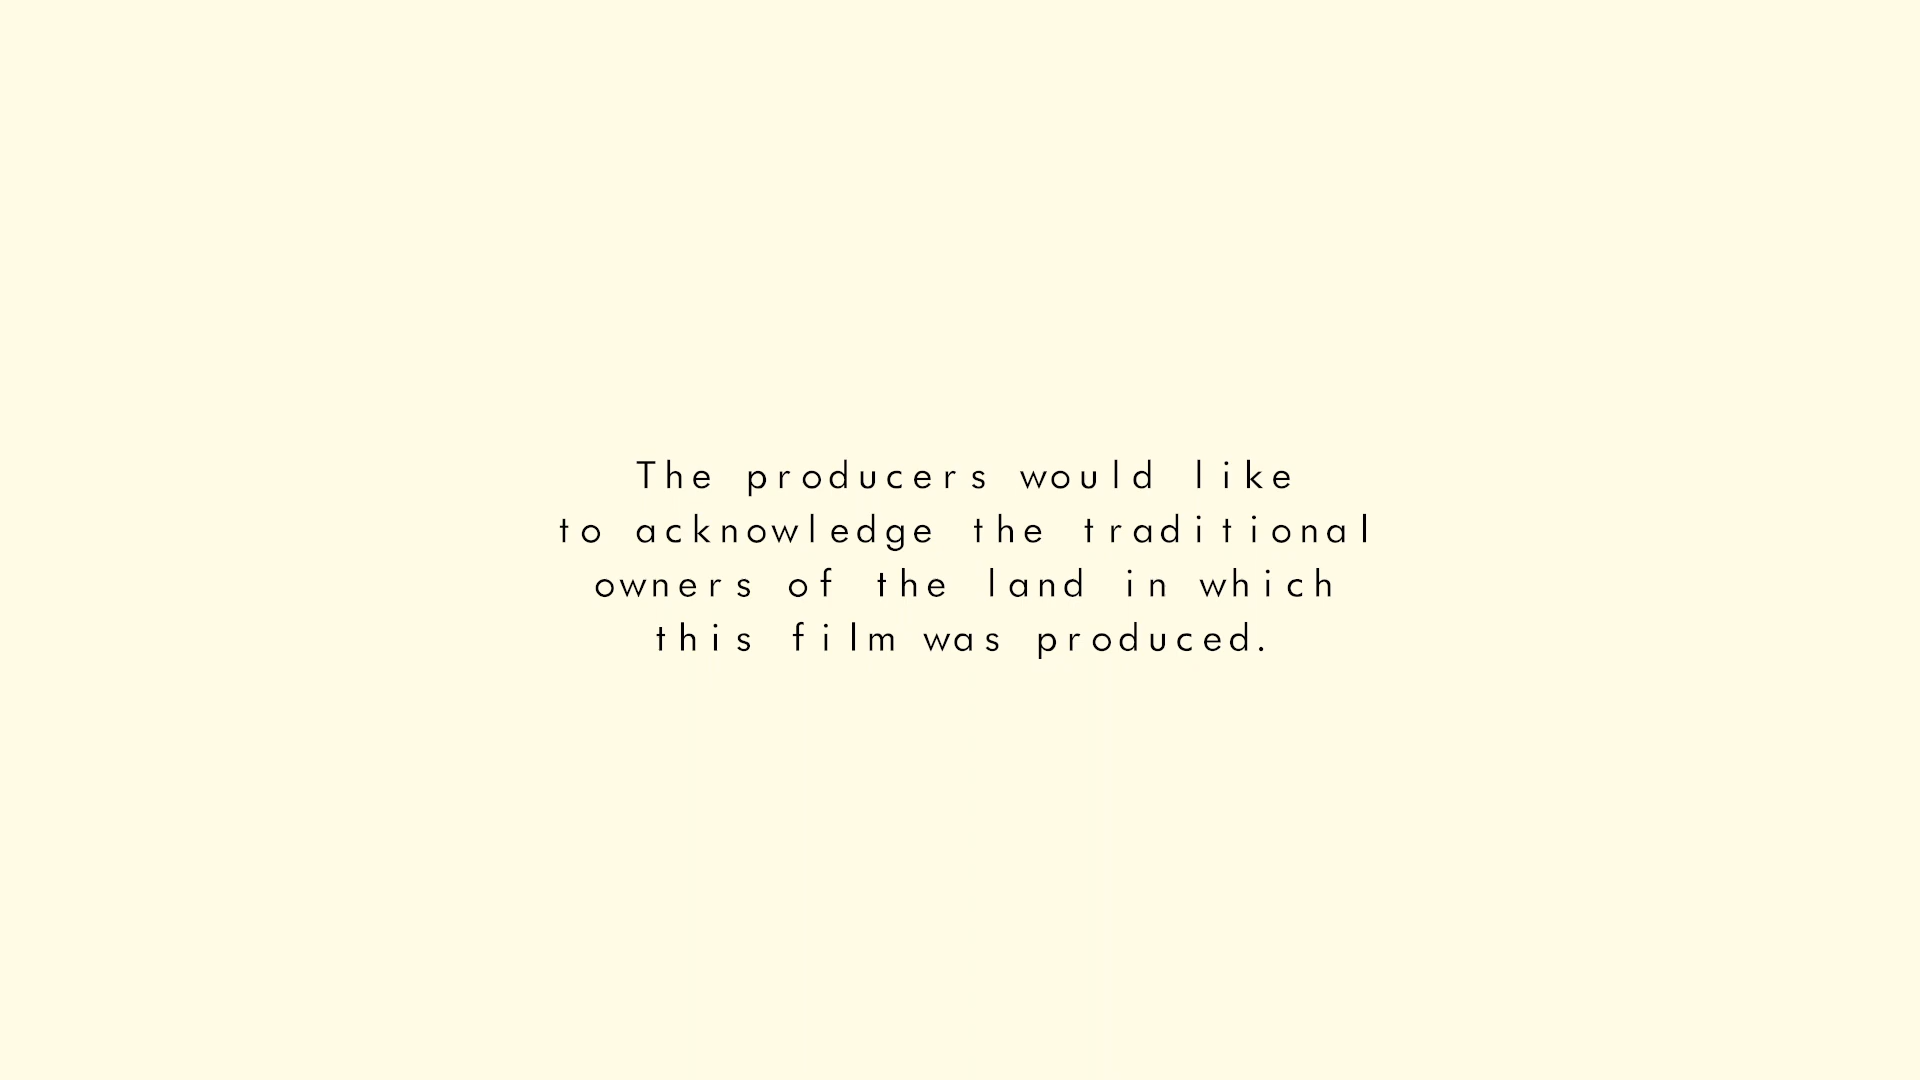 The producers would like
to acknowledge the traditional
owners of the land in which
this film was produced.